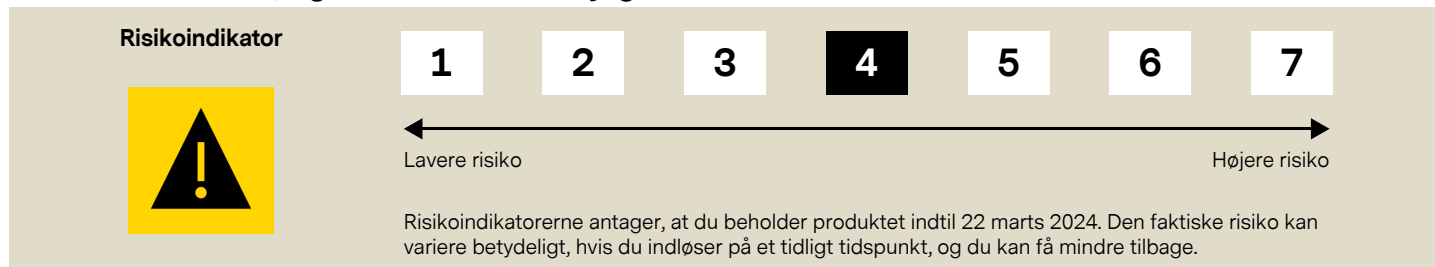 Risikoindikator
1 2 3 4 5 6 7
Lavere risiko Højere risiko
Risikoindikatorerne antager, at du beholder produktet indtil 22 marts 2024. Den faktiske risiko kan
variere betydeligt, hvis du indløser på et tidligt tidspunkt, og du kan få mindre tilbage.